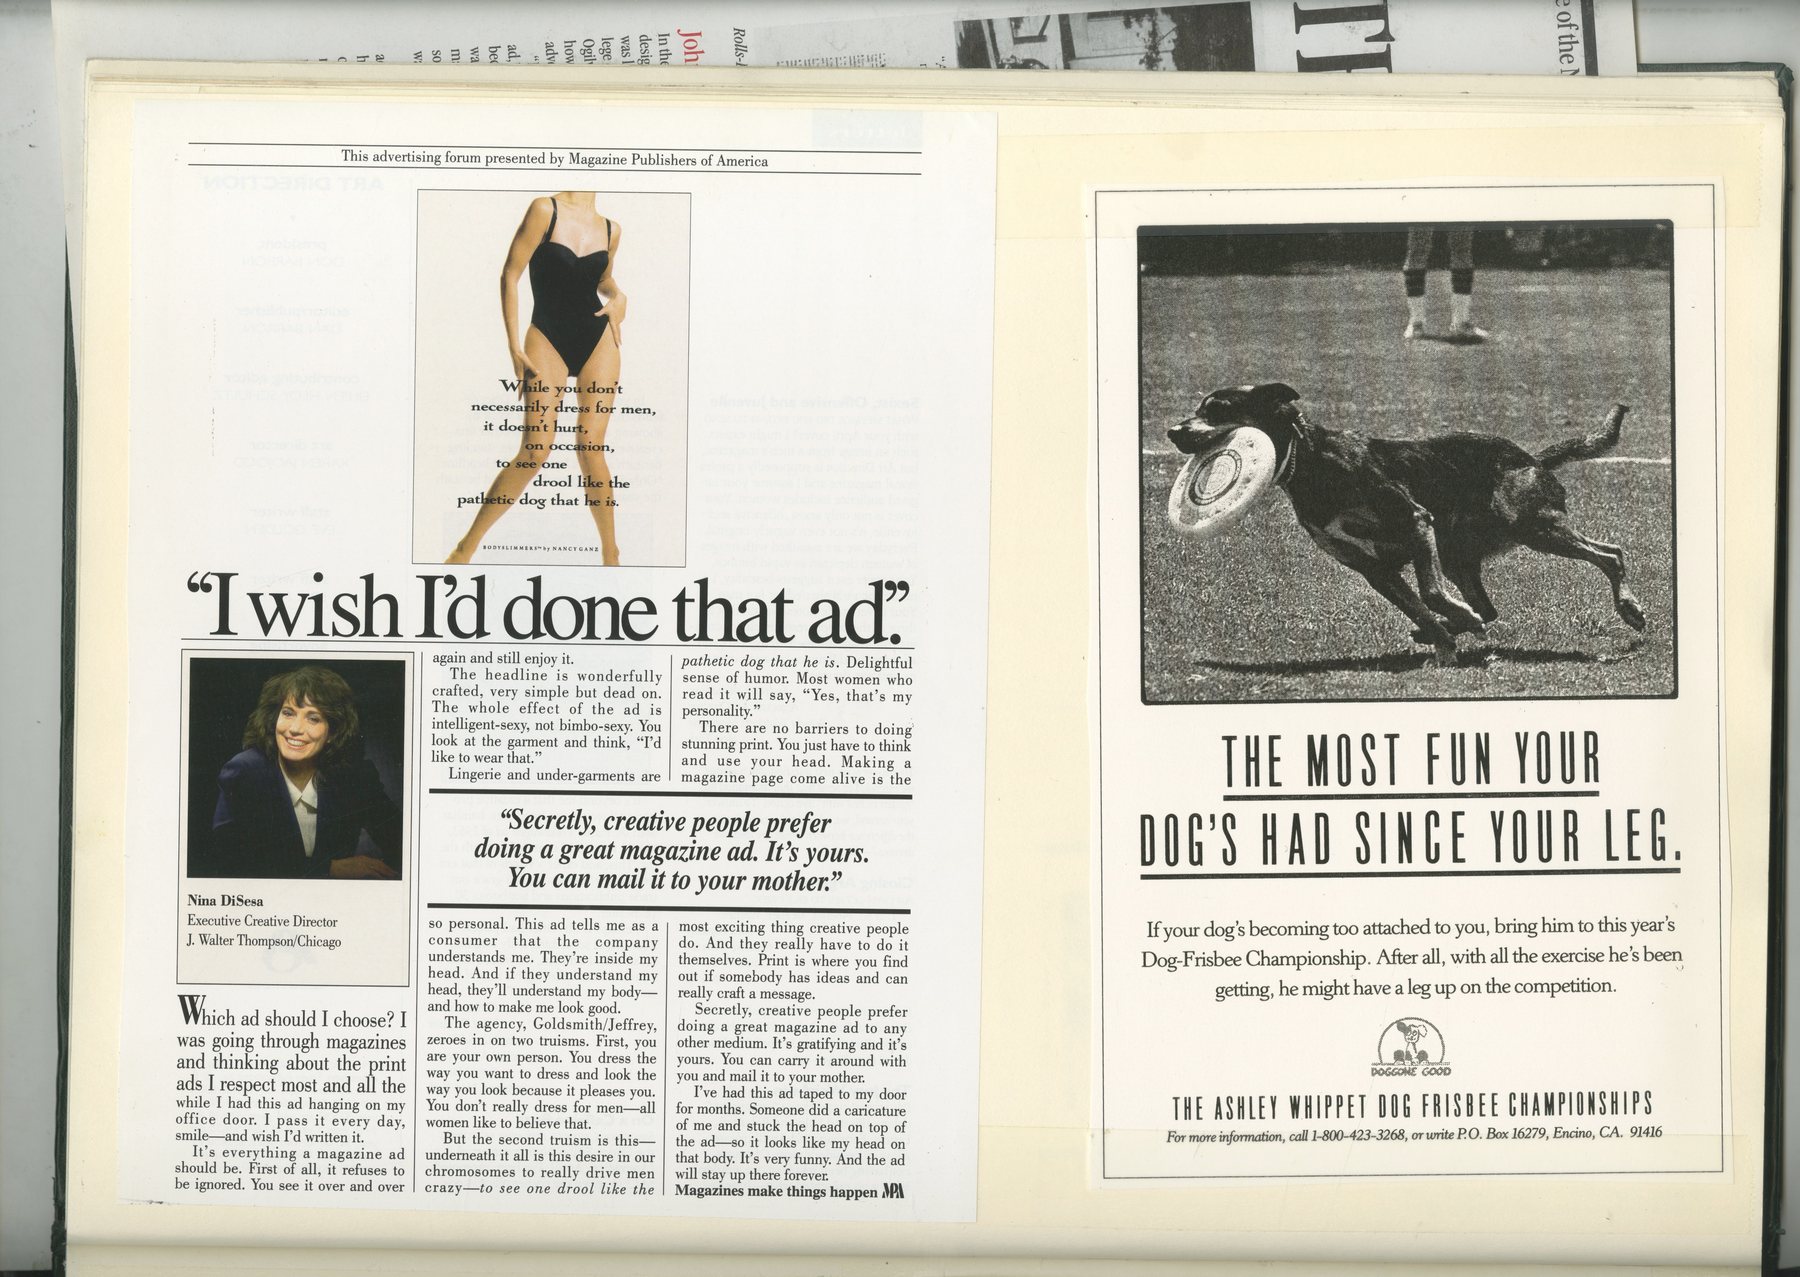 This advertising forum presented by Magazine Publishers of America
While you don't
necessarily dress for men,
it doesn't hurt,
on occasion,
to see one
drool like the
pathetic dog that he is.
BODYSLIMMERS™ by NANCY GANZ
“I wish I’d done that ad.”
Nina DiSesa
Executive Creative Director
J. Walter Thompson/Chicago
Which ad should I choose? I
was going through magazines
and thinking about the print
ads I respect most and all the
while I had this ad hanging on my
office door. I pass it every day,
smile—and wish I'd written it.
It's everything a magazine ad
should be. First of all, it refuses to
be ignored. You see it over and over
again and still enjoy it.
The headline is wonderfully
crafted, very simple but dead on.
The whole effect of the ad is
intelligent-sexy, not bimbo-sexy. You
look at the garment and think, “I'd
like to wear that.”
Lingerie and under-garments are
“Secretly, creative people prefer
doing a great magazine ad. It's yours.
You can mail it to your mother.”
so personal. This ad tells me as a
consumer that the company
understands me. They're inside my
head. And if they understand my
head, they'll understand my body—
and how to make me look good.
The agency, Goldsmith/Jeffrey,
zeroes in on two truisms. First, you
are your own person. You dress the
way you want to dress and look the
way you look because it pleases you.
You don't really dress for men—all
women like to believe that.
But the second truism is this—
underneath it all is this desire in our
chromosomes to really drive men
crazy—to see one drool like the
pathetic dog that he is. Delightful
sense of humor. Most women who
read it will say, “Yes, that's my
personality.”
There are no barriers to doing
stunning print. You just have to think
and use your head. Making a
magazine page come alive is the
most exciting thing creative people
do. And they really have to do it
themselves. Print is where you find
out if somebody has ideas and can
really craft a message.
Secretly, creative people prefer
doing a great magazine ad to any
other medium. It's gratifying and it's
yours. You can carry it around with
you and mail it to your mother.
I've had this ad taped to my door
for months. Someone did a caricature
of me and stuck the head on top of
the ad—so it looks like my head on
that body. It's very funny. And the ad
will stay up there forever.
Magazines make things happen MPA
THE MOST FUN YOUR
DOG'S HAD SINCE YOUR LEG.
If your dog's becoming too attached to you, bring him to this year's
Dog-Frisbee Championship. After all, with all the exercise he's been
getting, he might have a leg up on the competition.
DOGGONE GOOD
THE ASHLEY WHIPPET DOG FRISBEE CHAMPIONSHIPS
For more information, call 1-800-423-3268, or write P.O. Box 16279, Encino, CA. 91416